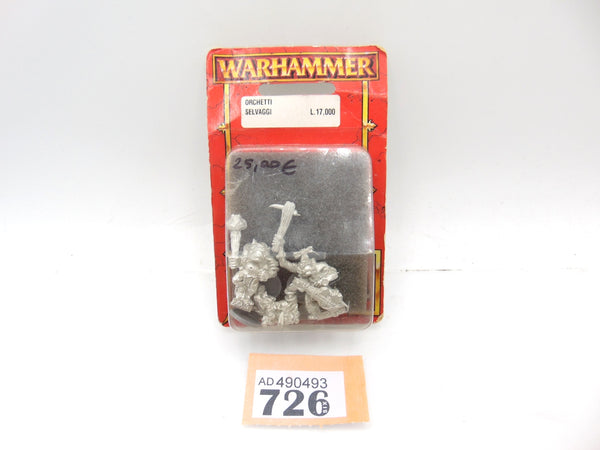 WARHAMMER
ORCHETTI
SELVAGGI L.17.000
25,00€
AD 490493
726